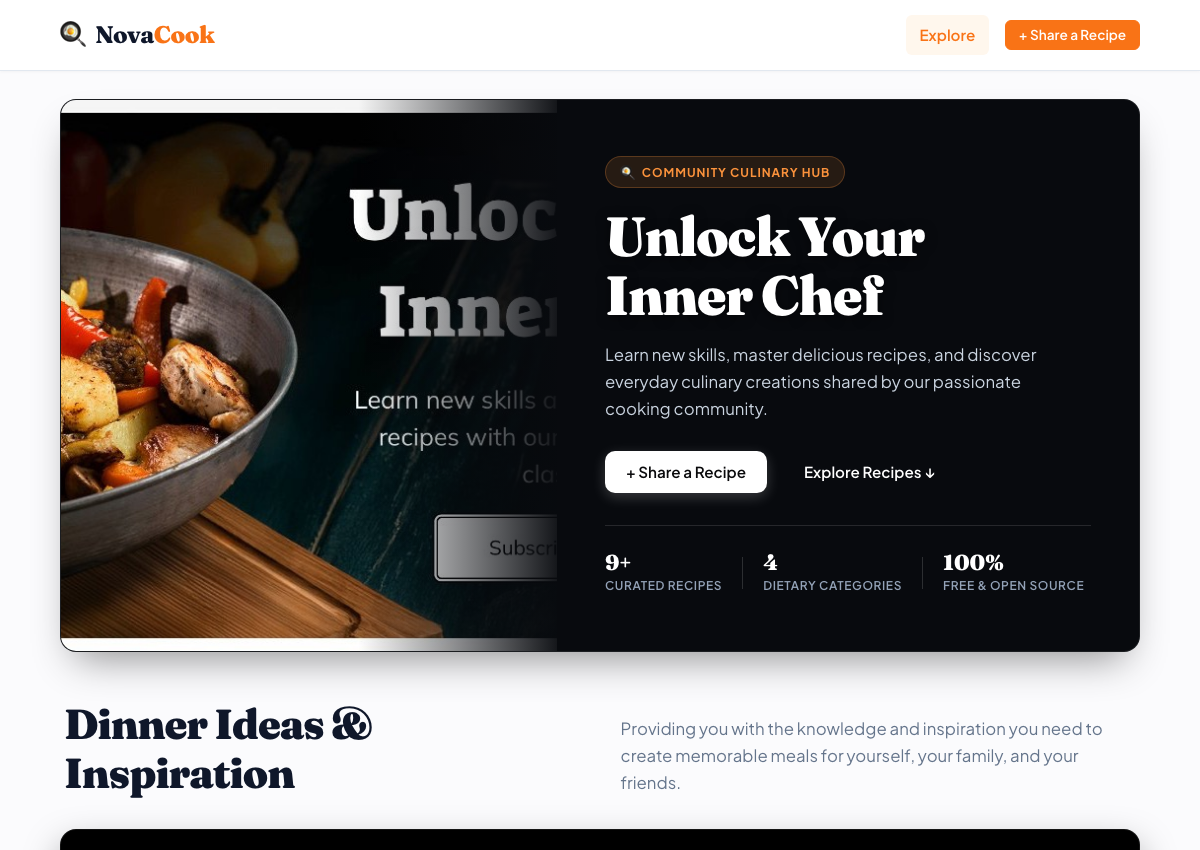 NovaCook
Explore
+ Share a Recipe
Unloc
Inner
Learn new skills a
recipes with our
cla
Subscri
COMMUNITY CULINARY HUB
Unlock Your
Inner Chef
Learn new skills, master delicious recipes, and discover
everyday culinary creations shared by our passionate
cooking community.
+ Share a Recipe
Explore Recipes ↓
9+
CURATED RECIPES
4
DIETARY CATEGORIES
100%
FREE & OPEN SOURCE
Dinner Ideas &
Inspiration
Providing you with the knowledge and inspiration you need to
create memorable meals for yourself, your family, and your
friends.